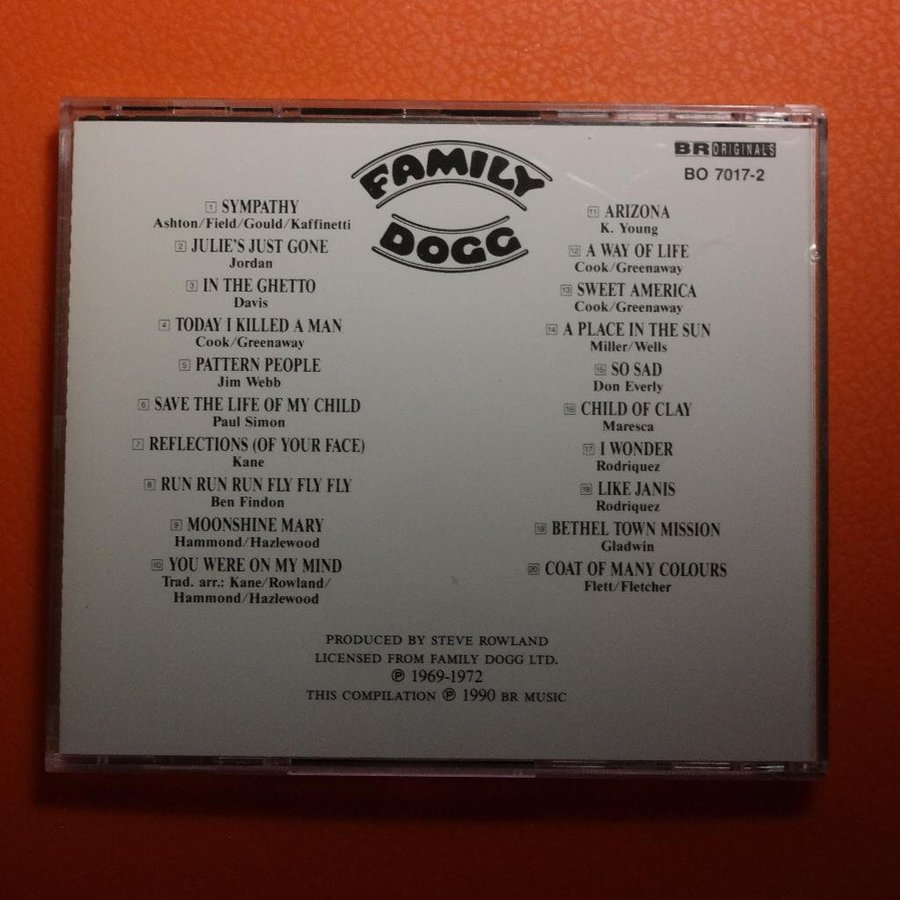 FAMILY
DOGG
BR ORIGINALS
BO 7017-2
1 SYMPATHY
Ashton/Field/Gould/Kaffinetti
2 JULIE'S JUST GONE
Jordan
3 IN THE GHETTO
Davis
4 TODAY I KILLED A MAN
Cook/Greenaway
5 PATTERN PEOPLE
Jim Webb
6 SAVE THE LIFE OF MY CHILD
Paul Simon
7 REFLECTIONS (OF YOUR FACE)
Kane
8 RUN RUN RUN FLY FLY FLY
Ben Findon
9 MOONSHINE MARY
Hammond/Hazlewood
10 YOU WERE ON MY MIND
Trad. arr.: Kane/Rowland/
Hammond/Hazlewood
11 ARIZONA
K. Young
12 A WAY OF LIFE
Cook/Greenaway
13 SWEET AMERICA
Cook/Greenaway
14 A PLACE IN THE SUN
Miller/Wells
15 SO SAD
Don Everly
16 CHILD OF CLAY
Maresca
17 I WONDER
Rodriquez
18 LIKE JANIS
Rodriquez
19 BETHEL TOWN MISSION
Gladwin
20 COAT OF MANY COLOURS
Flett/Fletcher
PRODUCED BY STEVE ROWLAND
LICENSED FROM FAMILY DOGG LTD.
℗ 1969-1972
THIS COMPILATION ℗ 1990 BR MUSIC